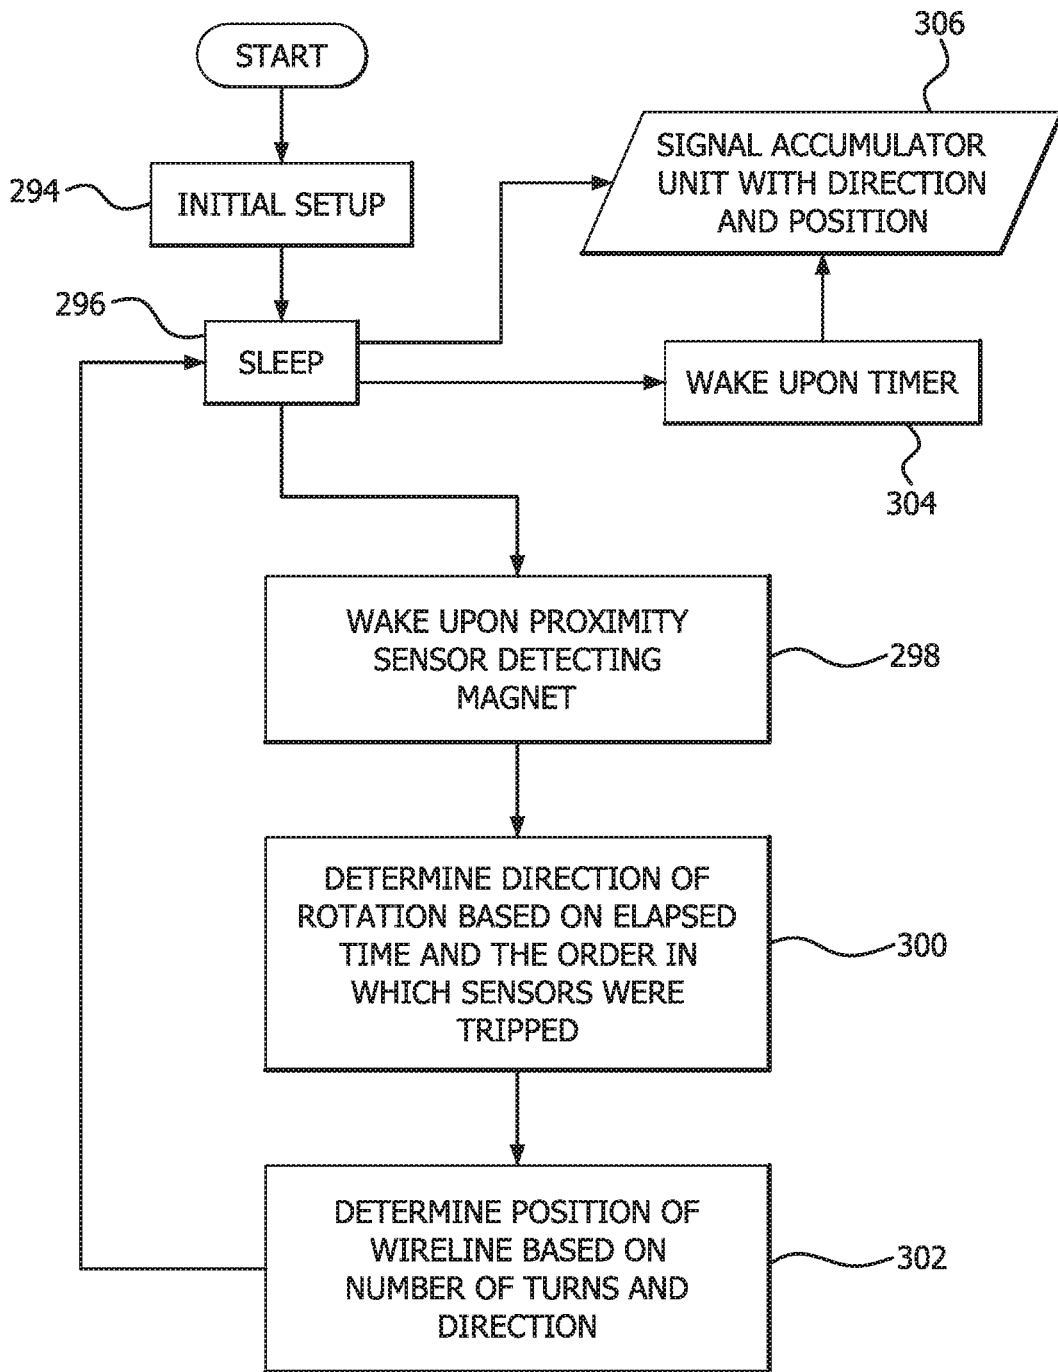 START
306
SIGNAL ACCUMULATOR
UNIT WITH DIRECTION
AND POSITION
294
INITIAL SETUP
296
SLEEP
WAKE UPON TIMER
304
WAKE UPON PROXIMITY
SENSOR DETECTING
MAGNET
298
DETERMINE DIRECTION OF
ROTATION BASED ON ELAPSED
TIME AND THE ORDER IN
WHICH SENSORS WERE
TRIPPED
300
DETERMINE POSITION OF
WIRELINE BASED ON
NUMBER OF TURNS AND
DIRECTION
302